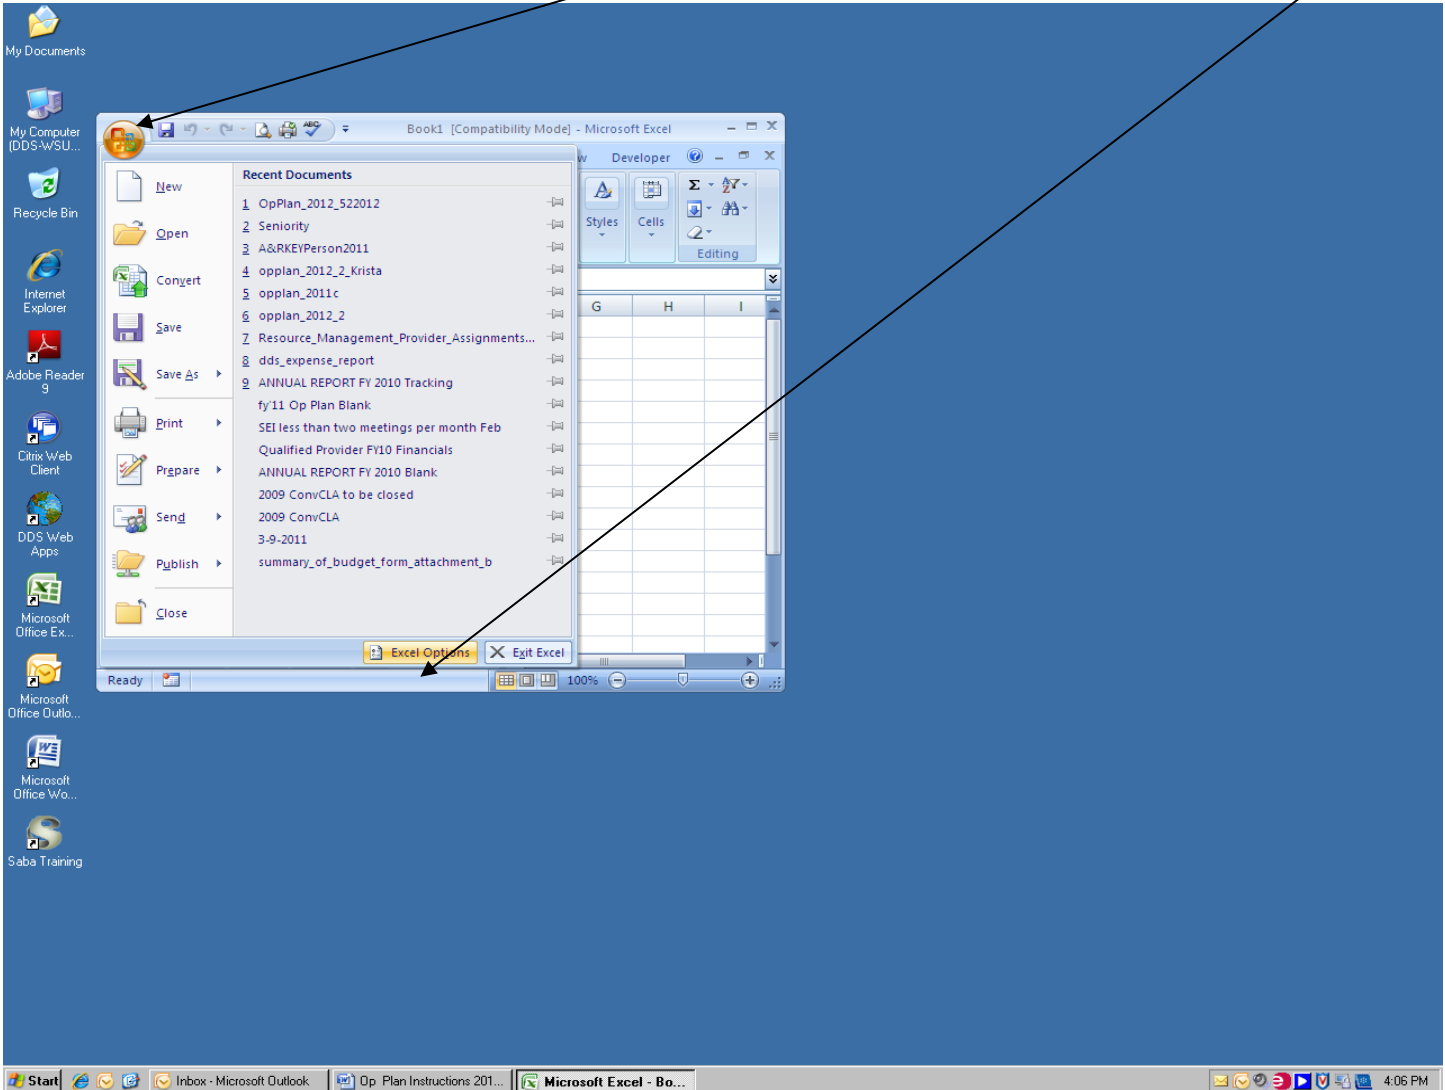 My Documents
My Computer
(DDS-WSU...
Recycle Bin
Internet
Explorer
Adobe Reader
9
Citrix Web
Client
DDS Web
Apps
Microsoft
Office Ex...
Microsoft
Office Outlo...
Microsoft
Office Wo...
Saba Training
ABC
Book1 [Compatibility Mode] - Microsoft Excel
w Developer
New
Open
Convert
Save
Save As
Print
Prepare
Send
Publish
Close
Recent Documents
1 OpPlan_2012_522012
2 Seniority
3 A&RKEYPerson2011
4 opplan_2012_2_Krista
5 opplan_2011c
6 opplan_2012_2
7 Resource_Management_Provider_Assignments...
8 dds_expense_report
9 ANNUAL REPORT FY 2010 Tracking
fy'11 Op Plan Blank
SEI less than two meetings per month Feb
Qualified Provider FY10 Financials
ANNUAL REPORT FY 2010 Blank
2009 ConvCLA to be closed
2009 ConvCLA
3-9-2011
summary_of_budget_form_attachment_b
Excel Options
Exit Excel
Styles
Cells
Σ
Editing
G H I
Ready
100%
Start
Inbox - Microsoft Outlook
Op Plan Instructions 201...
Microsoft Excel - Bo...
4:06 PM